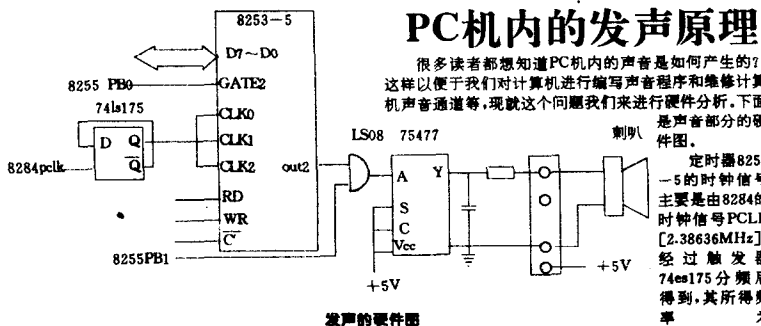 PC机内的发声原理
很多读者都想知道PC机内的声音是如何产生的?
这样以便于我们对计算机进行编写声音程序和维修计算
机声音通道等,现就这个问题我们来进行硬件分析。下面
是声音部分的硬
件图。
定时器825
-5的时钟信号
主要是由8284的
时钟信号PCLK
[2.38636MHz]
经过触发器
74es175分频后
得到,其所得频
率
8253-5
D7~D0
8255 PB0
GATE2
74ls175
CLK0
D
Q
CLK1
Q
CLK2
8284pclk
out2
RD
WR
C
8255PB1
LS08
75477
A
Y
S
C
Vcc
+5V
喇叭
+5V
发声的硬件图